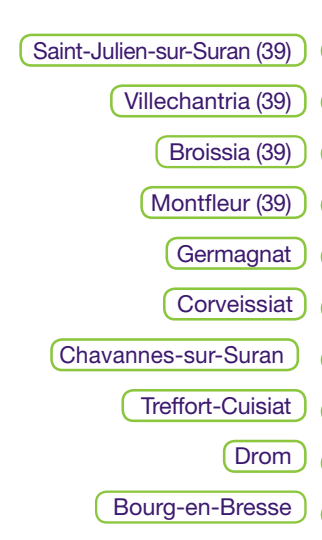 Saint-Julien-sur-Suran (39)
Villechantria (39)
Broissia (39)
Montfleur (39)
Germagnat
Corveissiat
Chavannes-sur-Suran
Treffort-Cuisiat
Drom
Bourg-en-Bresse